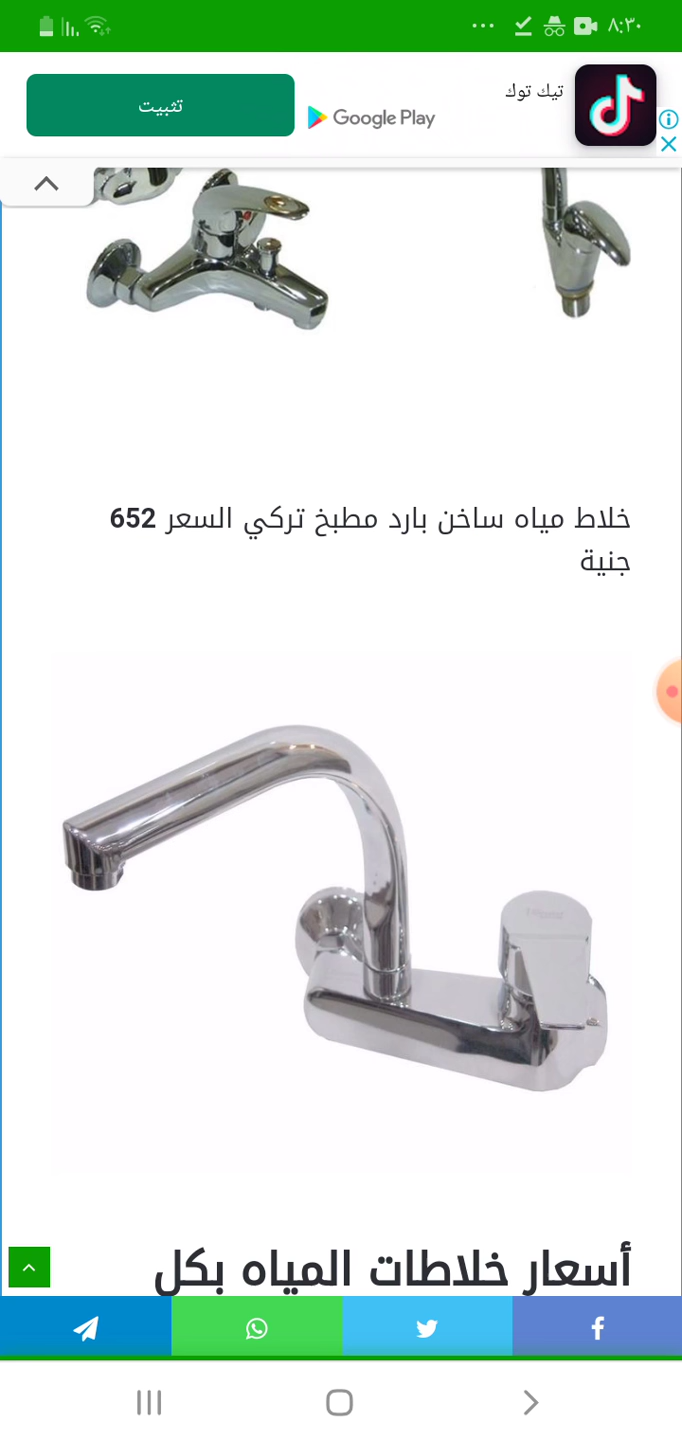 ٨:٣٠
تيك توك
Google Play
تثبيت
خلاط مياه ساخن بارد مطبخ تركي السعر 652
جنية
أسعار خلاطات المياه بكل